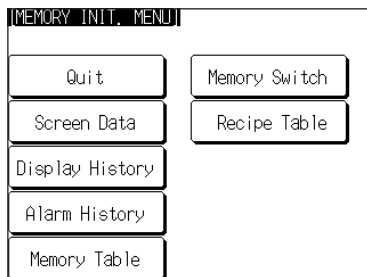 [MEMORY INIT. MENU]
Quit
Screen Data
Display History
Alarm History
Memory Table
Memory Switch
Recipe Table